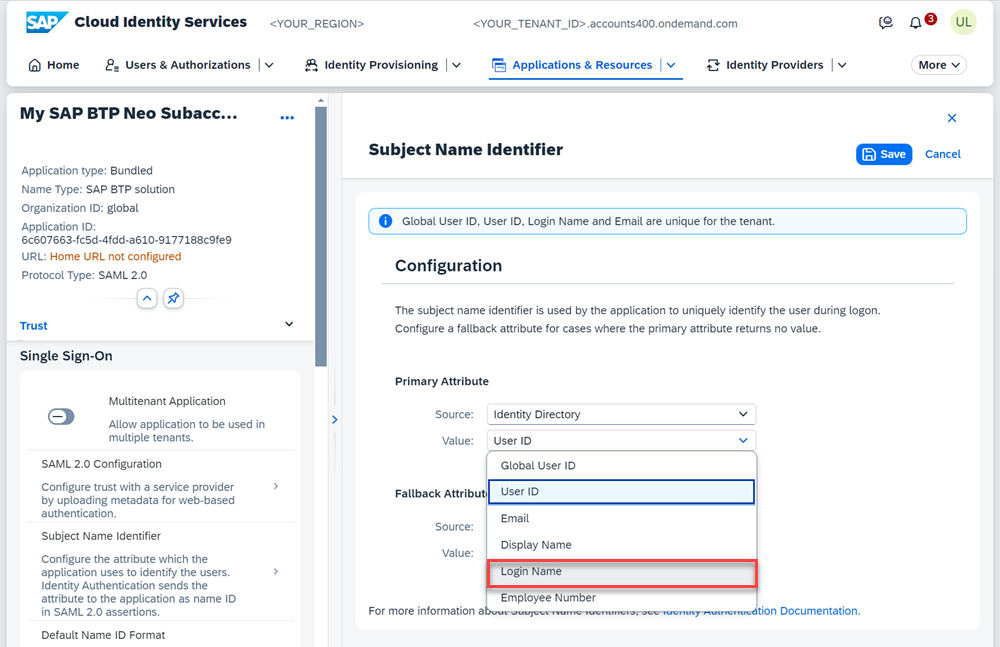 SAP Cloud Identity Services <YOUR_REGION> <YOUR_TENANT_ID>.accounts400.ondemand.com 3 UL
Home Users & Authorizations Identity Provisioning Applications & Resources Identity Providers More
My SAP BTP Neo Subacc...
Application type: Bundled
Name Type: SAP BTP solution
Organization ID: global
Application ID:
6c607663-fc5d-4fdd-a610-9177188c9fe9
URL: Home URL not configured
Protocol Type: SAML 2.0
Trust
Single Sign-On
Multitenant Application
Allow application to be used in
multiple tenants.
SAML 2.0 Configuration
Configure trust with a service provider
by uploading metadata for web-based
authentication.
Subject Name Identifier
Configure the attribute which the
application uses to identify the users.
Identity Authentication sends the
attribute to the application as name ID
in SAML 2.0 assertions.
Default Name ID Format
Subject Name Identifier
Save Cancel
Global User ID, User ID, Login Name and Email are unique for the tenant.
Configuration
The subject name identifier is used by the application to uniquely identify the user during logon.
Configure a fallback attribute for cases where the primary attribute returns no value.
Primary Attribute
Source: Identity Directory
Value: User ID
Global User ID
User ID
Email
Display Name
Login Name
Employee Number
Fallback Attribut
Source:
Value:
For more information about Subject Name Identifiers, see Identity Authentication Documentation.